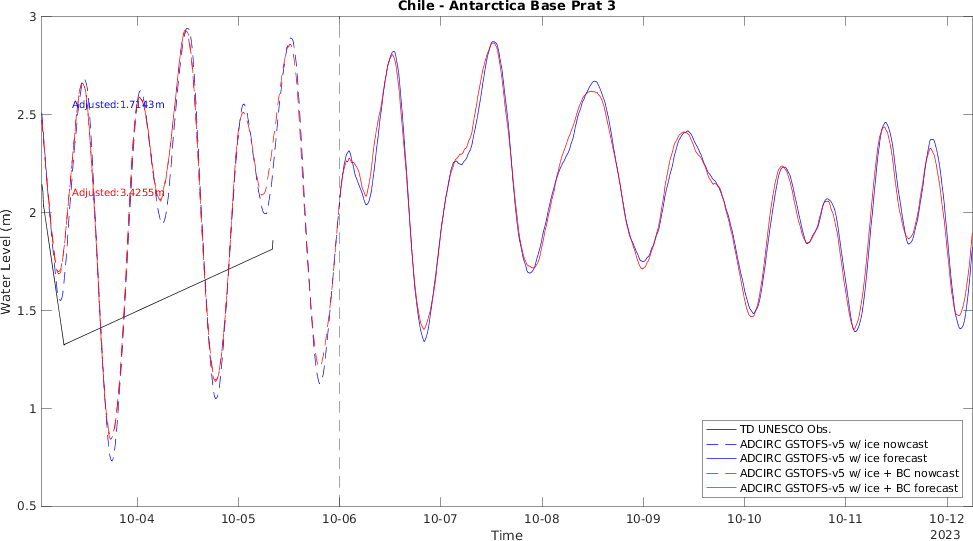 Chile - Antarctica Base Prat 3
Water Level (m)
3
2.5
2
1.5
1
0.5
Adjusted:1.7143m
Adjusted:3.4255m
TD UNESCO Obs.
ADCIRC GSTOFS-v5 w/ ice nowcast
ADCIRC GSTOFS-v5 w/ ice forecast
ADCIRC GSTOFS-v5 w/ ice + BC nowcast
ADCIRC GSTOFS-v5 w/ ice + BC forecast
10-04 10-05 10-06 10-07 10-08 10-09 10-10 10-11 10-12
2023
Time